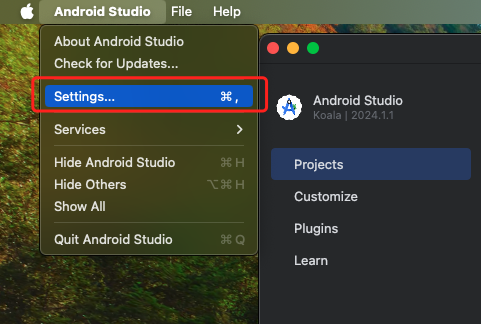 Android Studio File Help
About Android Studio
Check for Updates...
Settings... ⌘ ,
Services
Hide Android Studio ⌘ H
Hide Others ⌥⌘ H
Show All
Quit Android Studio ⌘ Q
Android Studio
Koala | 2024.1.1
Projects
Customize
Plugins
Learn